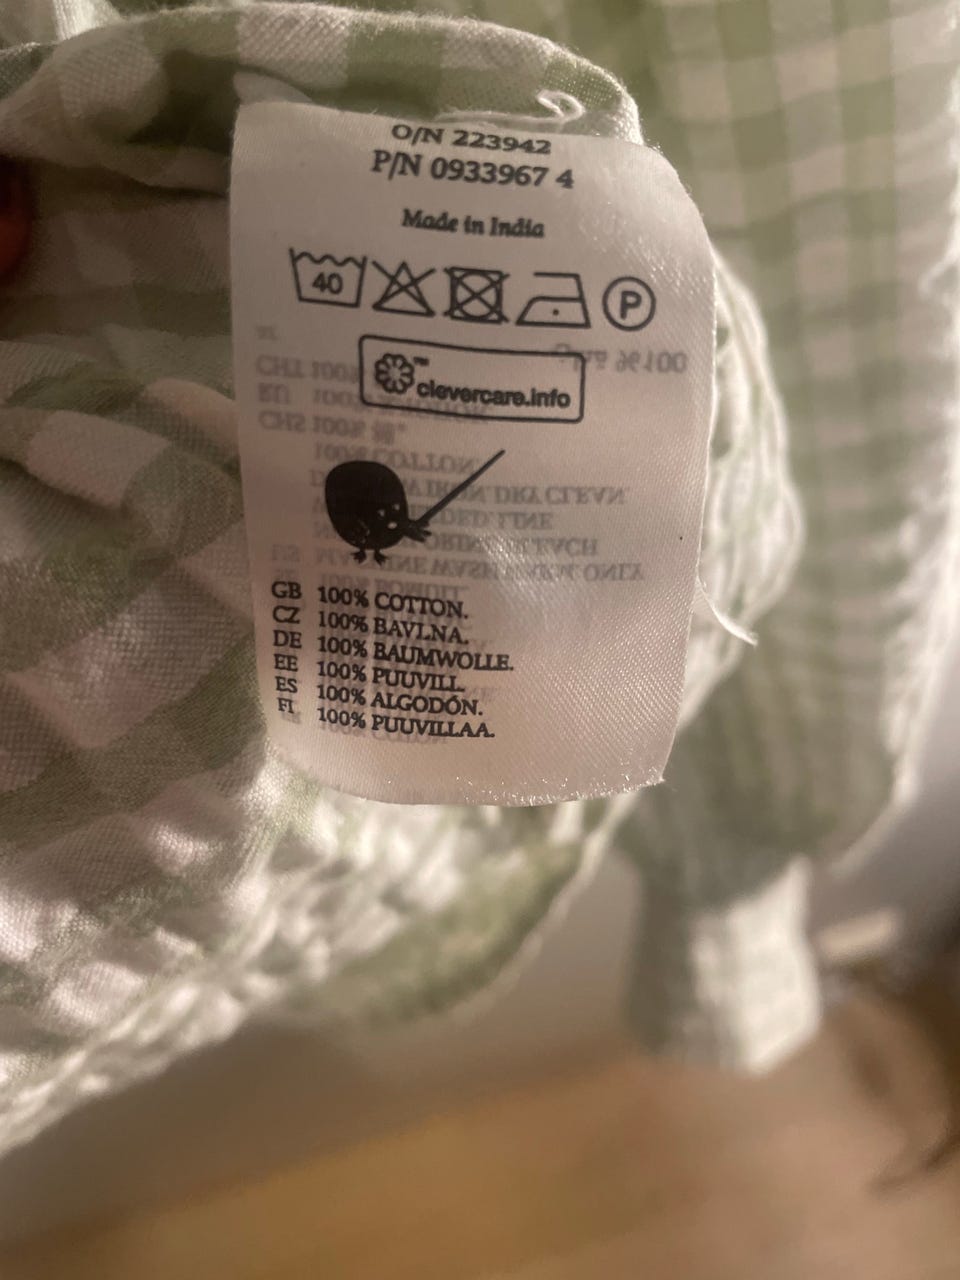 O/N 223942
P/N 0933967 4
Made in India
40
P
™
clevercare.info
GB 100% COTTON.
CZ 100% BAVLNA.
DE 100% BAUMWOLLE.
EE 100% PUUVILL.
ES 100% ALGODÓN.
FI 100% PUUVILLAA.